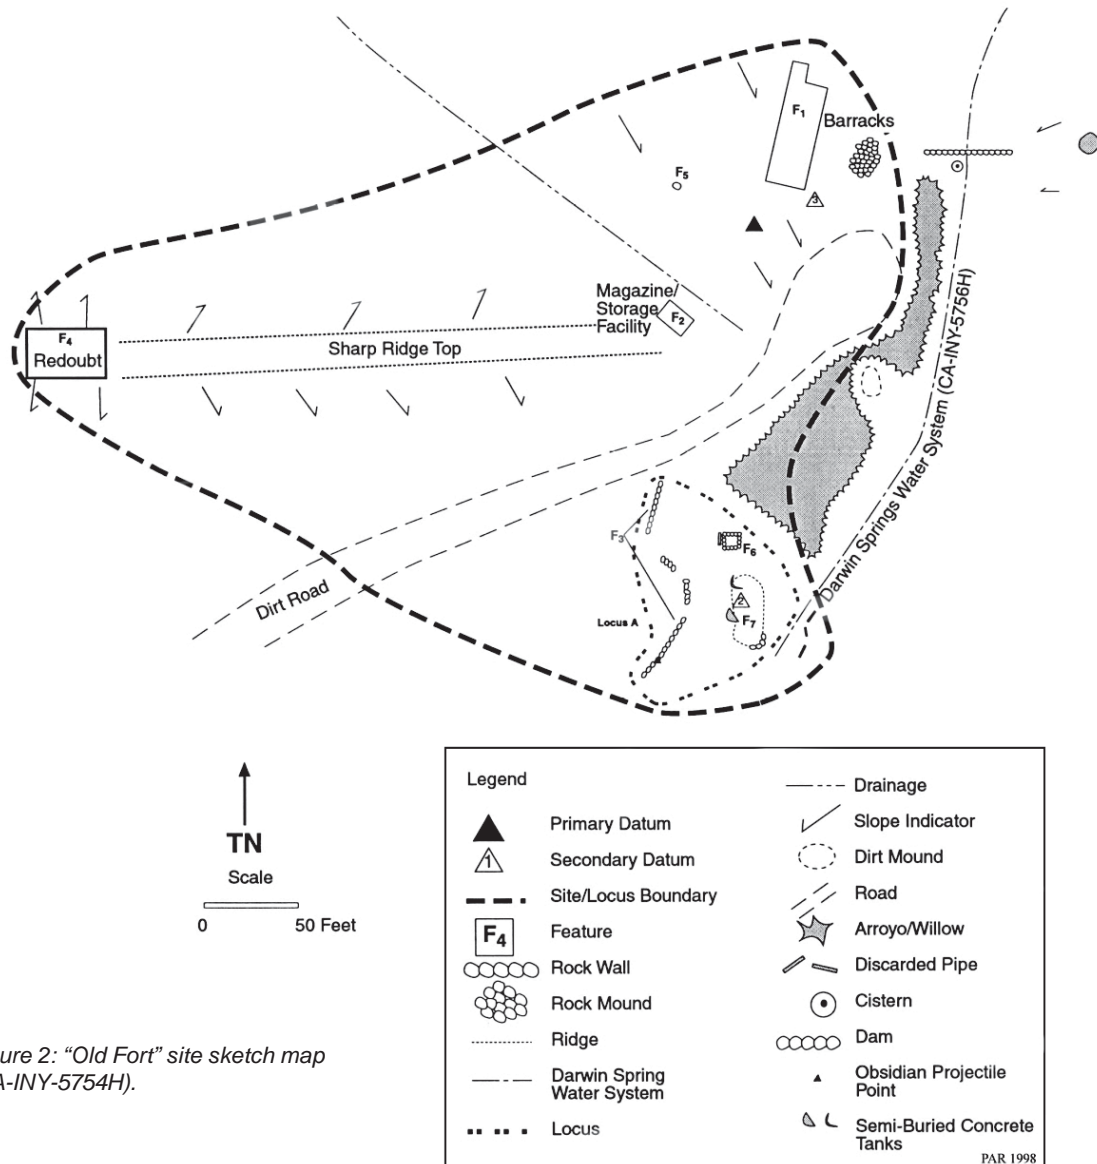 F1
Barracks
F5
3
Magazine/
Storage
Facility
F2
F4
Redoubt
Sharp Ridge Top
Darwin Springs Water System (CA-INY-5756H)
F3
F6
Dirt Road
2
Locus A
F7
TN
Scale
0 50 Feet
Legend
Primary Datum
1 Secondary Datum
Site/Locus Boundary
F4 Feature
Rock Wall
Rock Mound
Ridge
Darwin Spring
Water System
Locus
Drainage
Slope Indicator
Dirt Mound
Road
Arroyo/Willow
Discarded Pipe
Cistern
Dam
Obsidian Projectile
Point
Semi-Buried Concrete
Tanks
PAR 1998
ure 2: “Old Fort” site sketch map
A-INY-5754H).